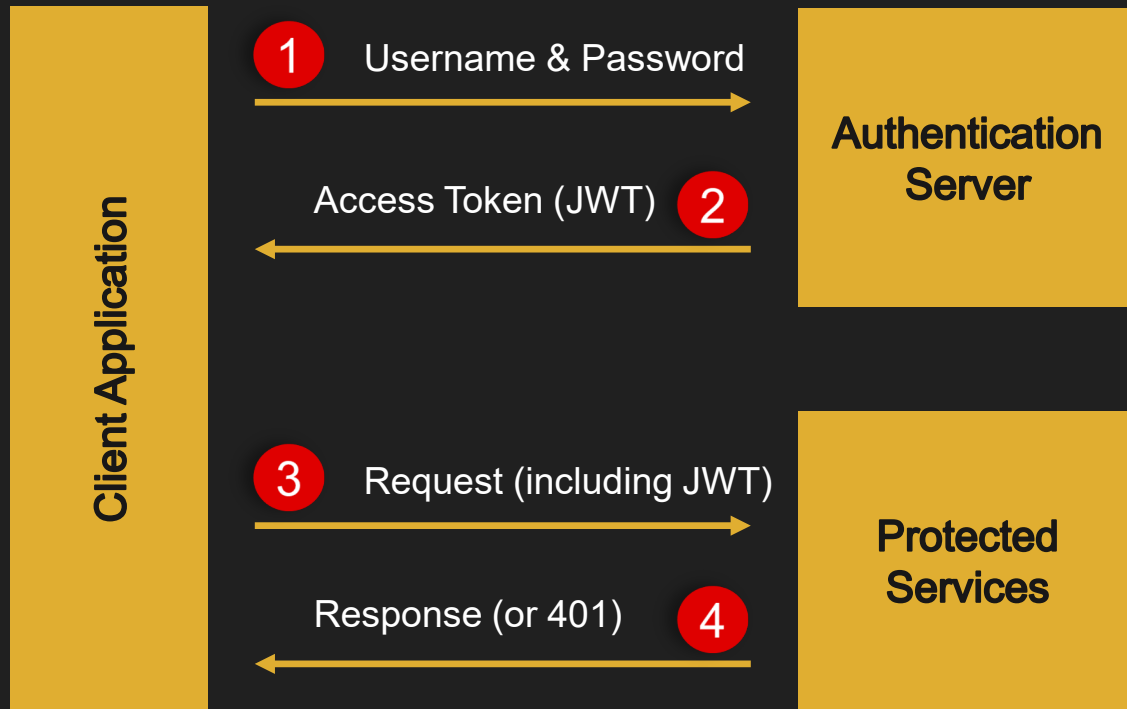 Client Application
1
Username & Password
Access Token (JWT)
2
Authentication
Server
3
Request (including JWT)
Response (or 401)
4
Protected
Services